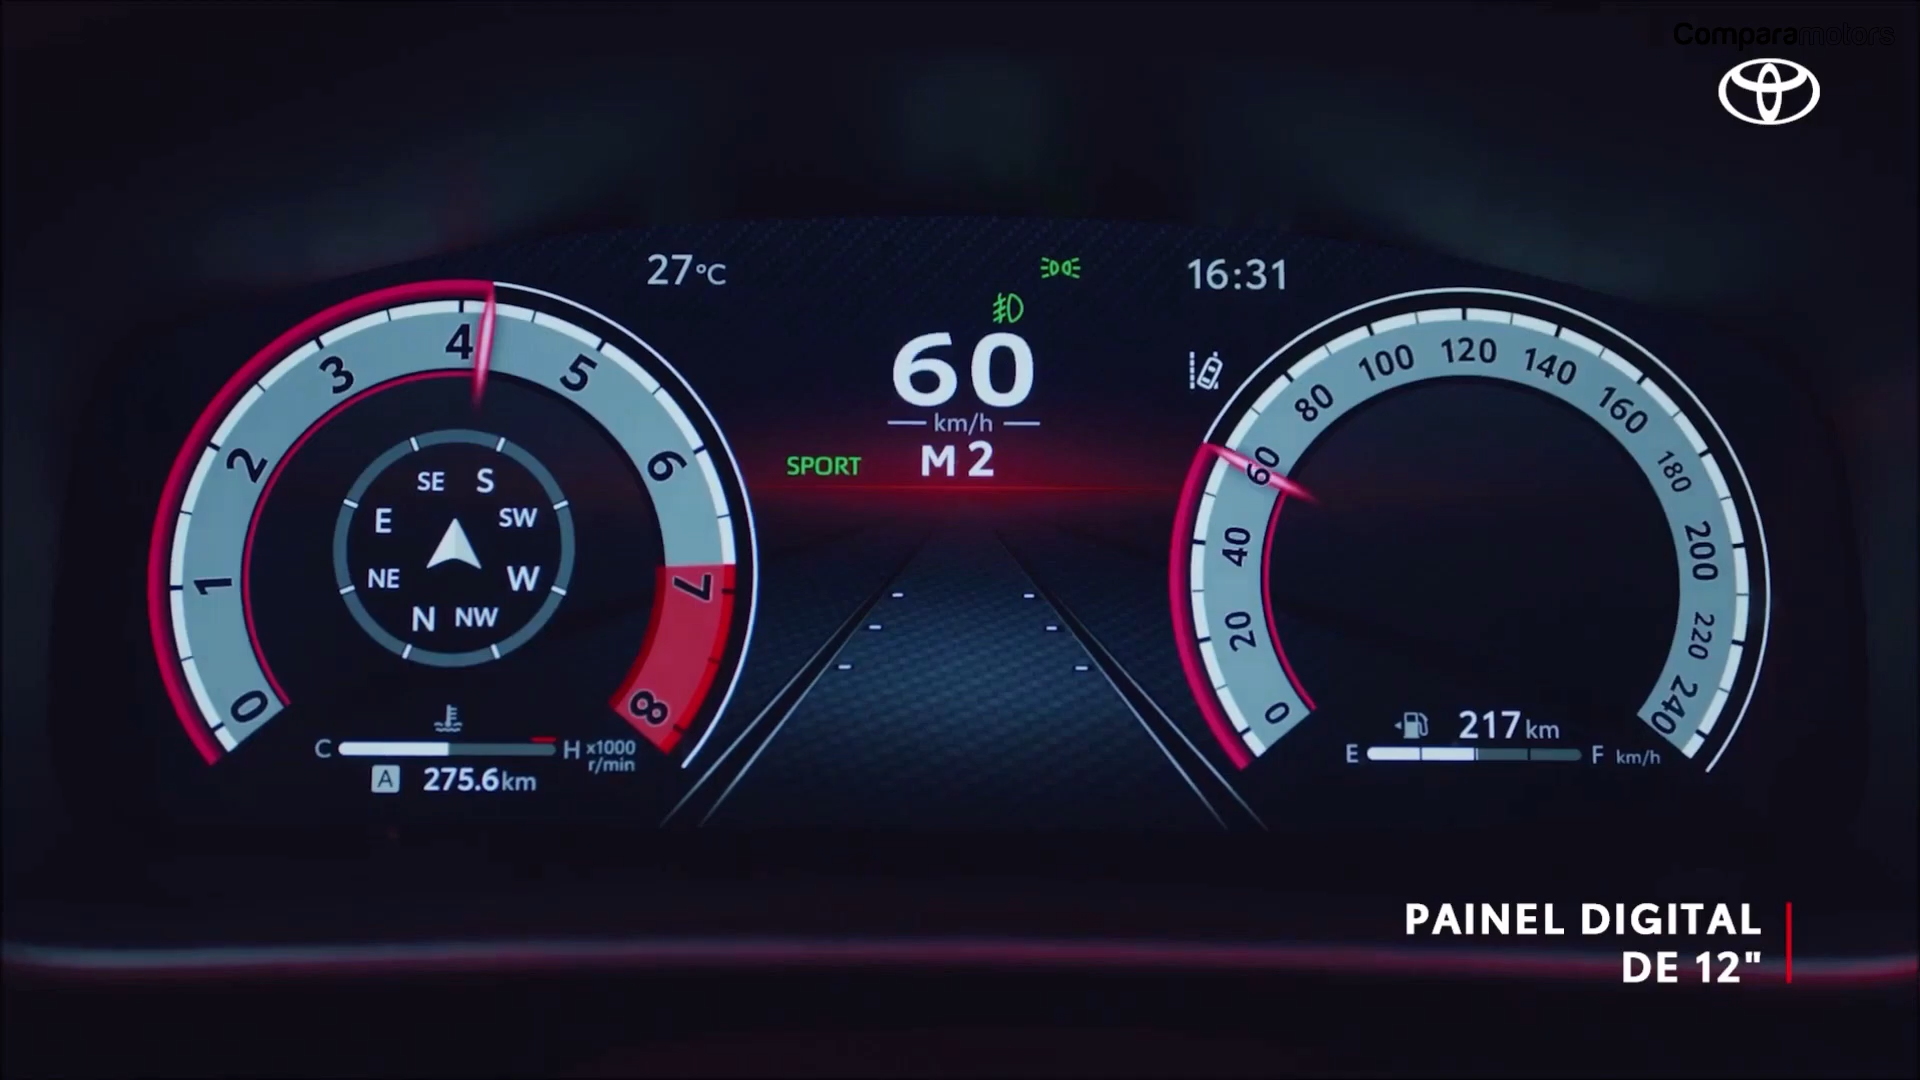 Comparamotors
27°C
16:31
60
km/h
SPORT
M 2
0
1
2
3
4
5
6
7
8
SE
S
E
SW
NE
W
N
NW
C
H
x1000
r/min
A
275.6km
0
20
40
60
80
100
120
140
160
180
200
220
240
217 km
E
F
km/h
PAINEL DIGITAL
DE 12"